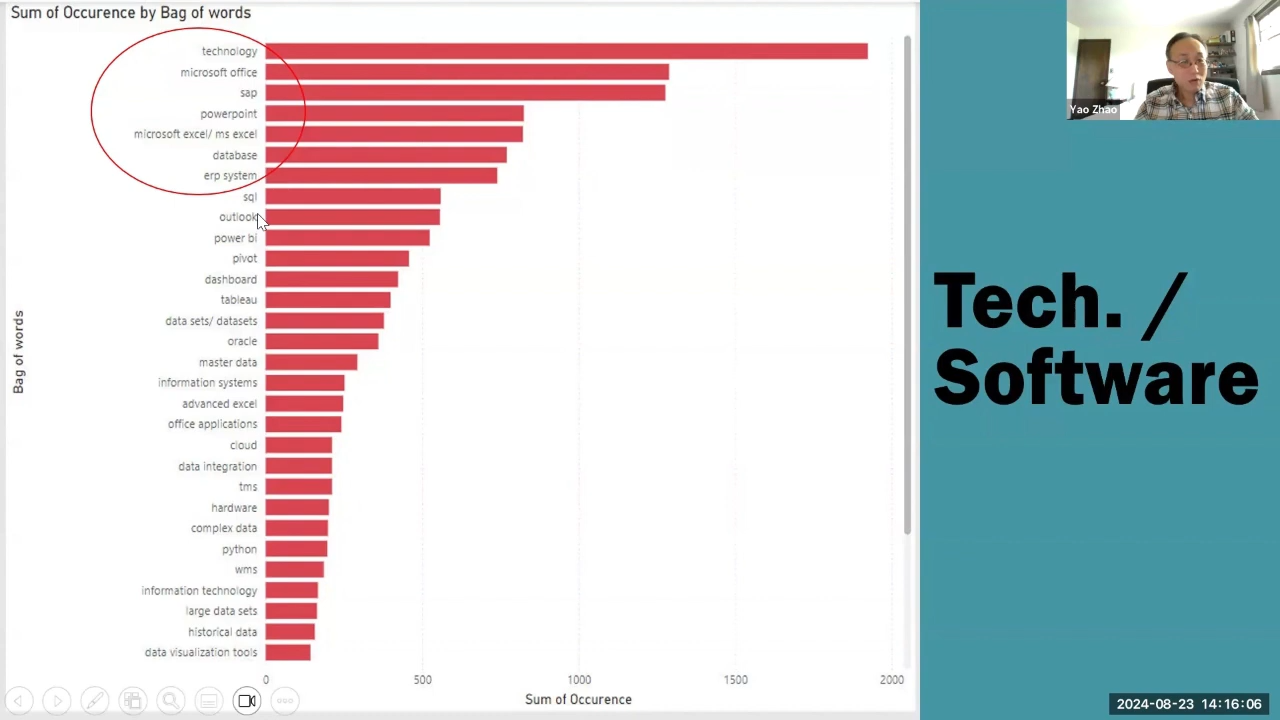 Sum of Occurence by Bag of words
technology
microsoft office
sap
powerpoint
microsoft excel/ ms excel
database
erp system
sql
outlook
power bi
pivot
dashboard
tableau
data sets/ datasets
oracle
master data
information systems
advanced excel
office applications
cloud
data integration
tms
hardware
complex data
python
wms
information technology
large data sets
historical data
data visualization tools
Bag of words
0 500 1000 1500 2000
Sum of Occurence
Yao Zhao
Tech. /
Software
2024-08-23 14:16:06